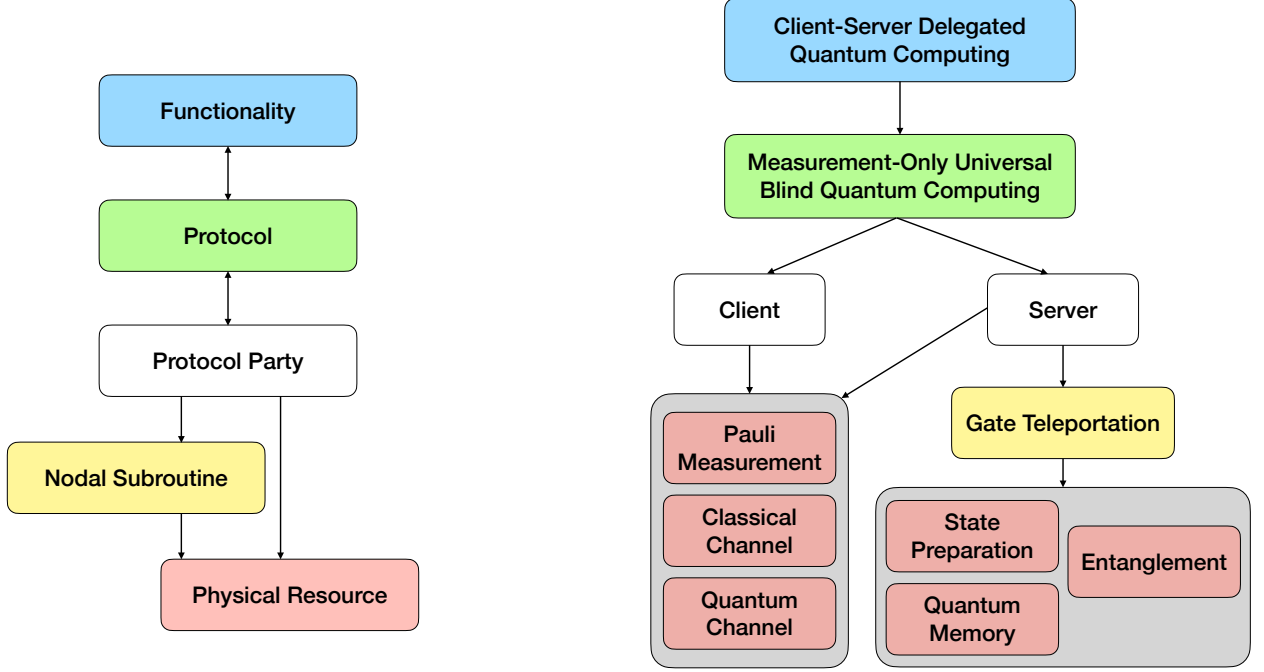 Functionality
Protocol
Protocol Party
Nodal Subroutine
Physical Resource
Client-Server Delegated
Quantum Computing
Measurement-Only Universal
Blind Quantum Computing
Client
Server
Pauli
Measurement
Classical
Channel
Quantum
Channel
Gate Teleportation
State
Preparation
Entanglement
Quantum
Memory